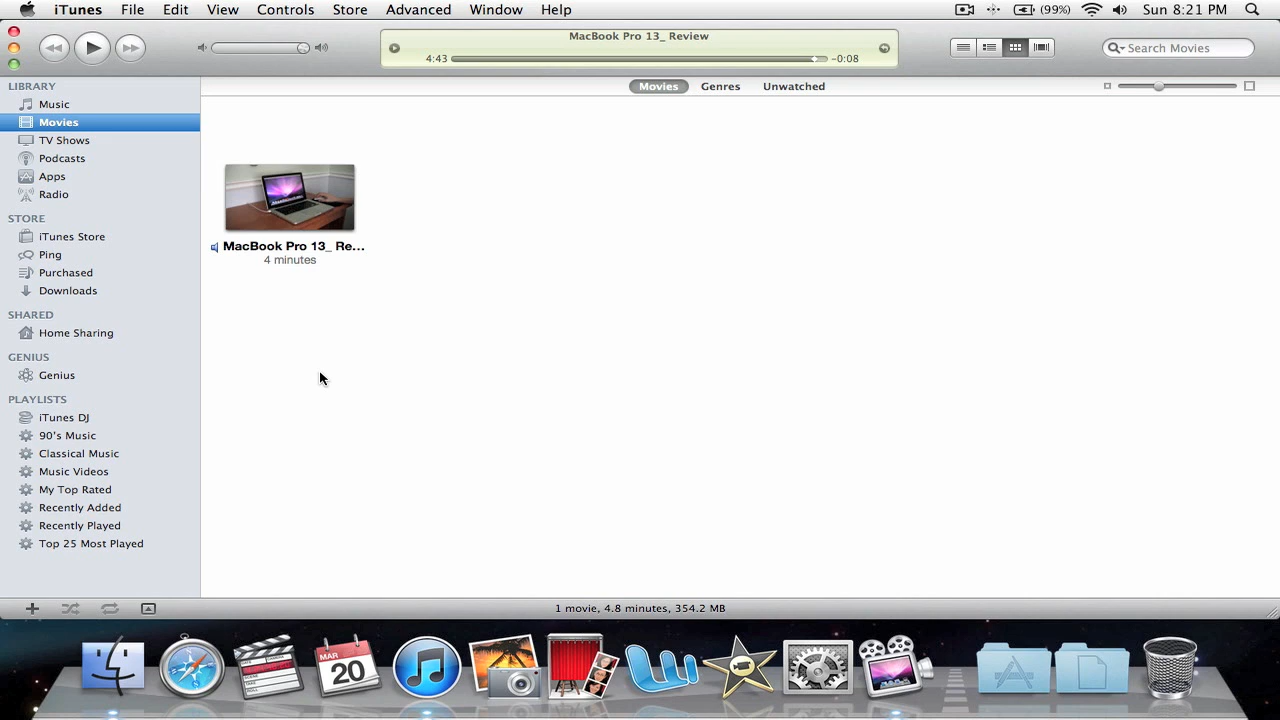 iTunes File Edit View Controls Store Advanced Window Help (99%) Sun 8:21 PM
MacBook Pro 13_ Review
4:43 -0:08
Search Movies
Movies Genres Unwatched
LIBRARY
Music
Movies
TV Shows
Podcasts
Apps
Radio
STORE
iTunes Store
Ping
Purchased
Downloads
SHARED
Home Sharing
GENIUS
Genius
PLAYLISTS
iTunes DJ
90's Music
Classical Music
Music Videos
My Top Rated
Recently Added
Recently Played
Top 25 Most Played
MacBook Pro 13_ Re...
4 minutes
1 movie, 4.8 minutes, 354.2 MB
MAR
20